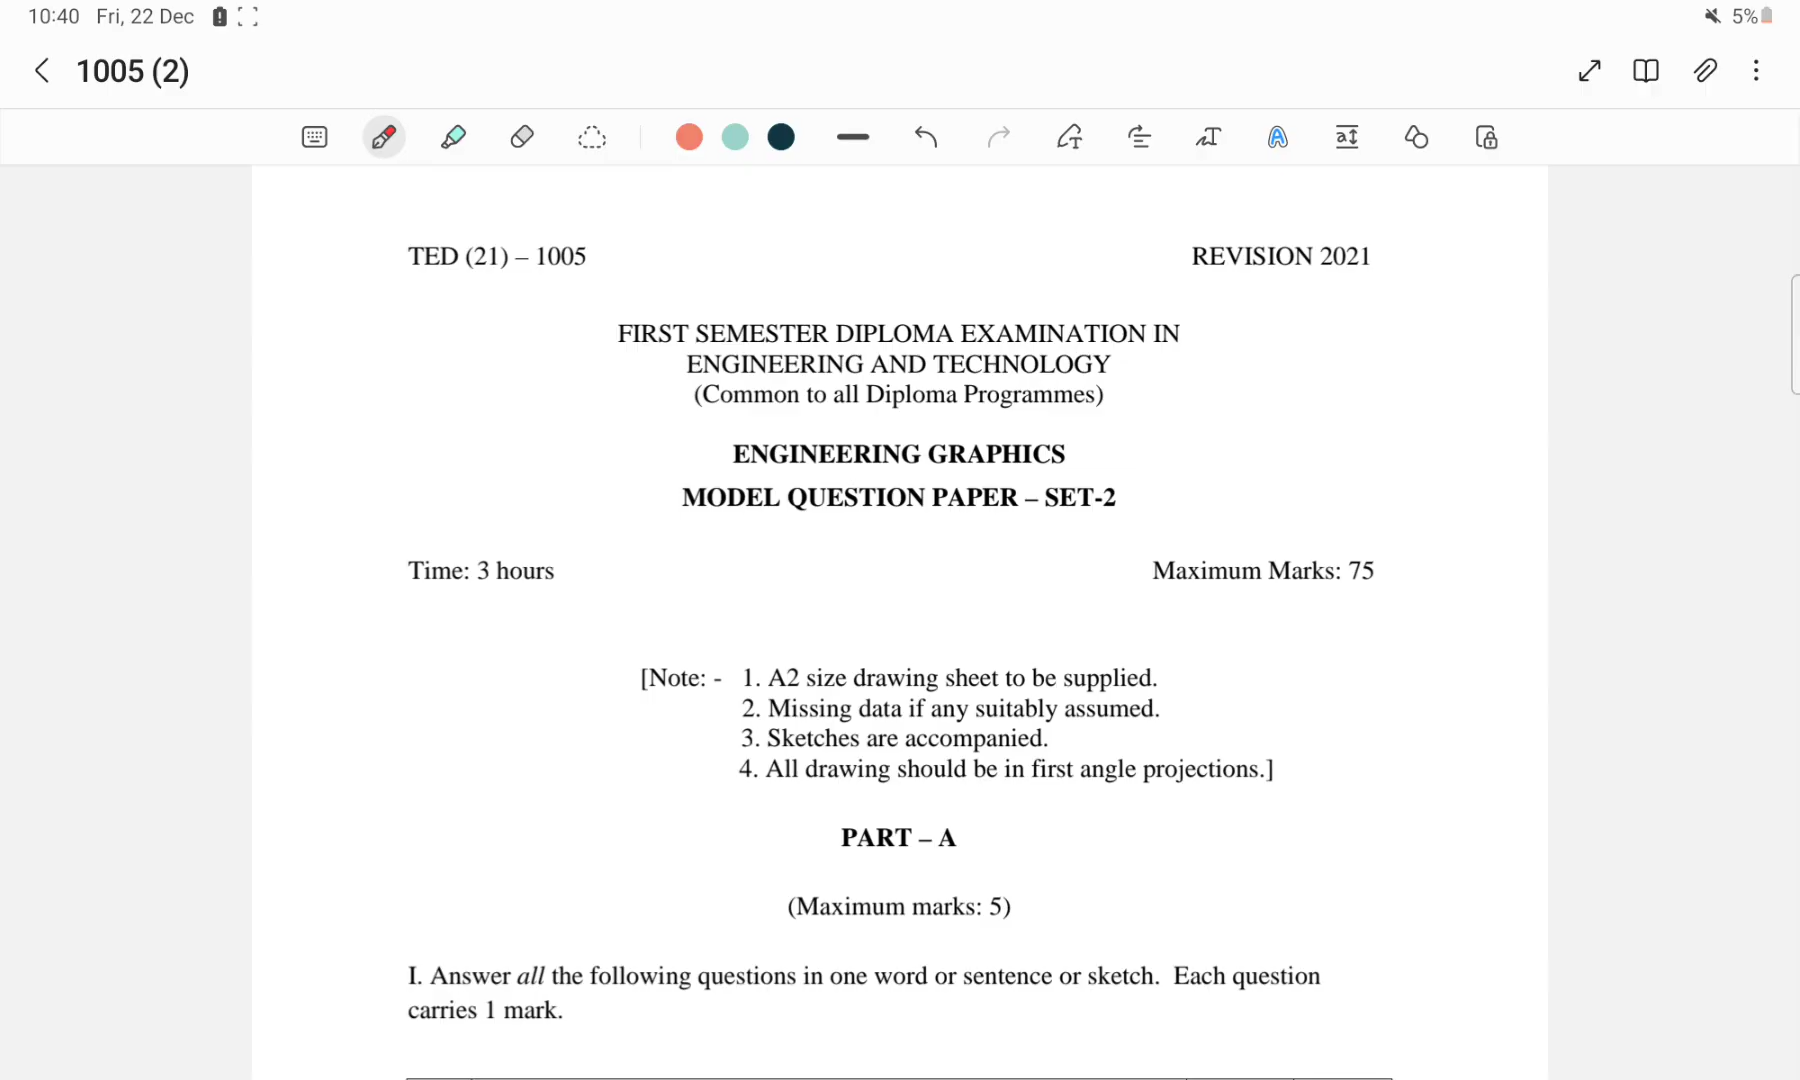 10:40 Fri, 22 Dec
5%
1005 (2)
TED (21) – 1005 REVISION 2021
FIRST SEMESTER DIPLOMA EXAMINATION IN
ENGINEERING AND TECHNOLOGY
(Common to all Diploma Programmes)
ENGINEERING GRAPHICS
MODEL QUESTION PAPER – SET-2
Time: 3 hours Maximum Marks: 75
[Note: - 1. A2 size drawing sheet to be supplied.
2. Missing data if any suitably assumed.
3. Sketches are accompanied.
4. All drawing should be in first angle projections.]
PART – A
(Maximum marks: 5)
I. Answer all the following questions in one word or sentence or sketch. Each question
carries 1 mark.